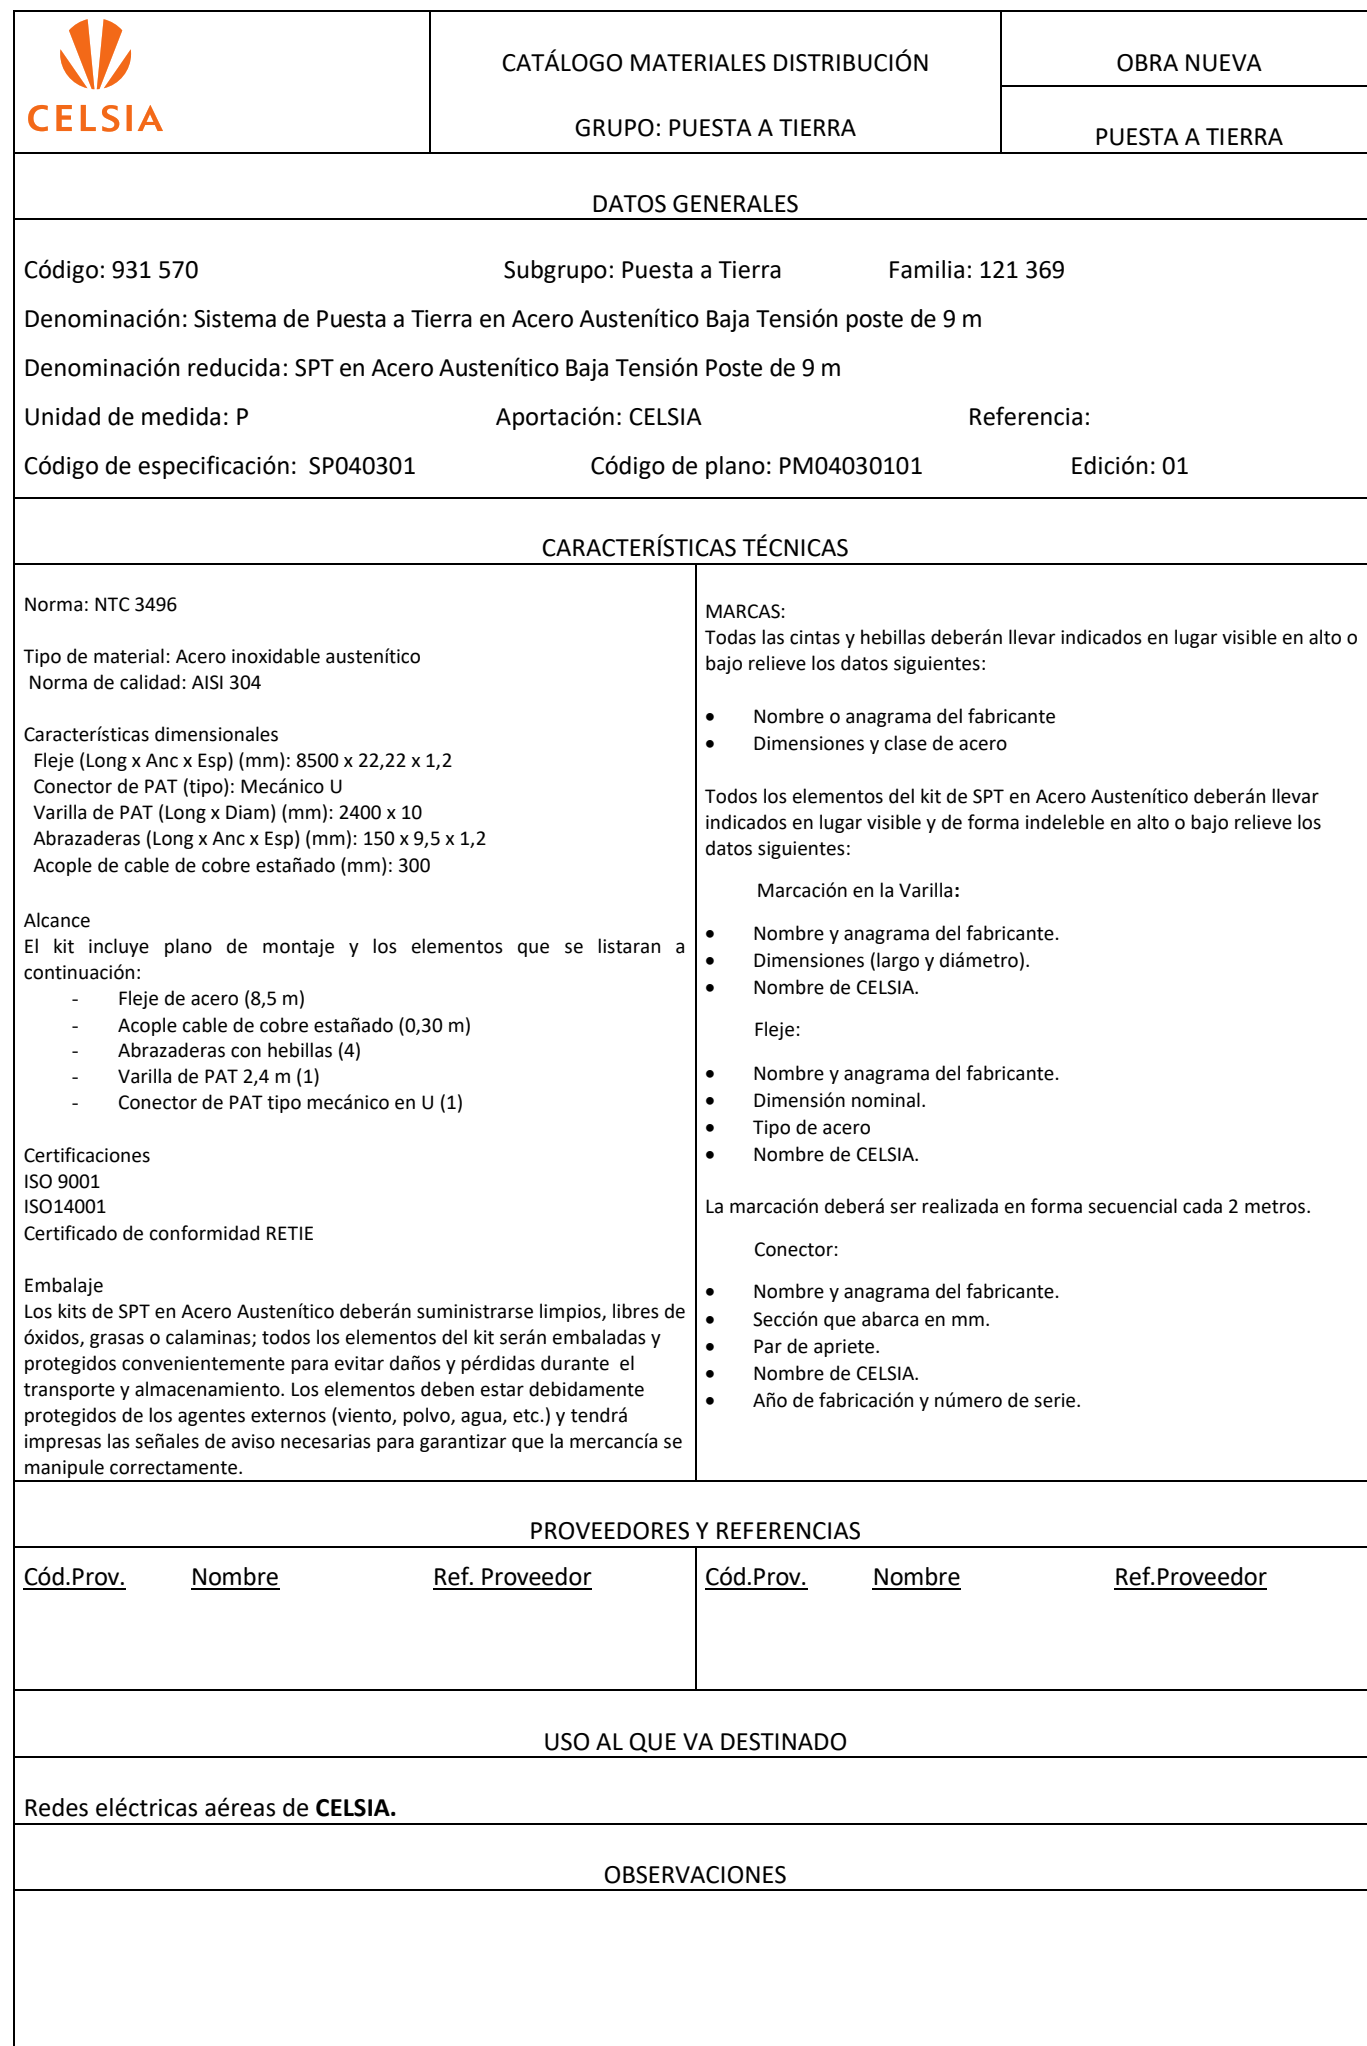 CELSIA
CATÁLOGO MATERIALES DISTRIBUCIÓN
GRUPO: PUESTA A TIERRA
OBRA NUEVA
PUESTA A TIERRA
DATOS GENERALES
Código: 931 570 Subgrupo: Puesta a Tierra Familia: 121 369
Denominación: Sistema de Puesta a Tierra en Acero Austenítico Baja Tensión poste de 9 m
Denominación reducida: SPT en Acero Austenítico Baja Tensión Poste de 9 m
Unidad de medida: P Aportación: CELSIA Referencia:
Código de especificación: SP040301 Código de plano: PM04030101 Edición: 01
CARACTERÍSTICAS TÉCNICAS
Norma: NTC 3496
Tipo de material: Acero inoxidable austenítico
Norma de calidad: AISI 304
Características dimensionales
Fleje (Long x Anc x Esp) (mm): 8500 x 22,22 x 1,2
Conector de PAT (tipo): Mecánico U
Varilla de PAT (Long x Diam) (mm): 2400 x 10
Abrazaderas (Long x Anc x Esp) (mm): 150 x 9,5 x 1,2
Acople de cable de cobre estañado (mm): 300
Alcance
El kit incluye plano de montaje y los elementos que se listaran a
continuación:
- Fleje de acero (8,5 m)
- Acople cable de cobre estañado (0,30 m)
- Abrazaderas con hebillas (4)
- Varilla de PAT 2,4 m (1)
- Conector de PAT tipo mecánico en U (1)
Certificaciones
ISO 9001
ISO14001
Certificado de conformidad RETIE
Embalaje
Los kits de SPT en Acero Austenítico deberán suministrarse limpios, libres de
óxidos, grasas o calaminas; todos los elementos del kit serán embaladas y
protegidos convenientemente para evitar daños y pérdidas durante el
transporte y almacenamiento. Los elementos deben estar debidamente
protegidos de los agentes externos (viento, polvo, agua, etc.) y tendrá
impresas las señales de aviso necesarias para garantizar que la mercancía se
manipule correctamente.
MARCAS:
Todas las cintas y hebillas deberán llevar indicados en lugar visible en alto o
bajo relieve los datos siguientes:
• Nombre o anagrama del fabricante
• Dimensiones y clase de acero
Todos los elementos del kit de SPT en Acero Austenítico deberán llevar
indicados en lugar visible y de forma indeleble en alto o bajo relieve los
datos siguientes:
Marcación en la Varilla:
• Nombre y anagrama del fabricante.
• Dimensiones (largo y diámetro).
• Nombre de CELSIA.
Fleje:
• Nombre y anagrama del fabricante.
• Dimensión nominal.
• Tipo de acero
• Nombre de CELSIA.
La marcación deberá ser realizada en forma secuencial cada 2 metros.
Conector:
• Nombre y anagrama del fabricante.
• Sección que abarca en mm.
• Par de apriete.
• Nombre de CELSIA.
• Año de fabricación y número de serie.
PROVEEDORES Y REFERENCIAS
Cód.Prov. Nombre Ref. Proveedor
Cód.Prov. Nombre Ref.Proveedor
USO AL QUE VA DESTINADO
Redes eléctricas aéreas de CELSIA.
OBSERVACIONES